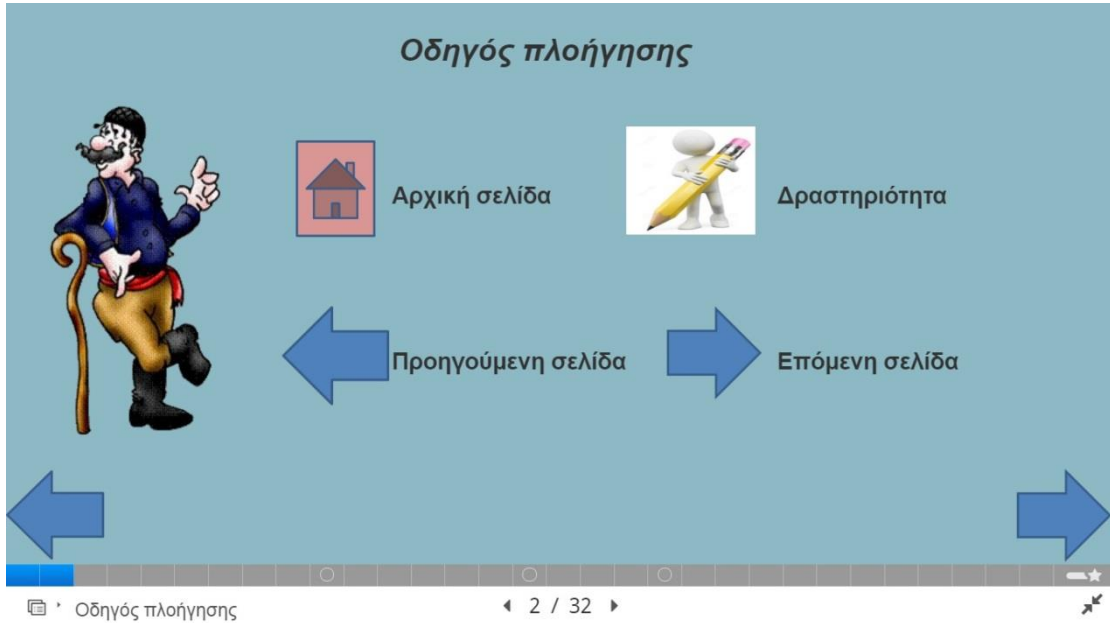 Οδηγός πλοήγησης
Αρχική σελίδα
Δραστηριότητα
Προηγούμενη σελίδα
Επόμενη σελίδα
Οδηγός πλοήγησης
2 / 32